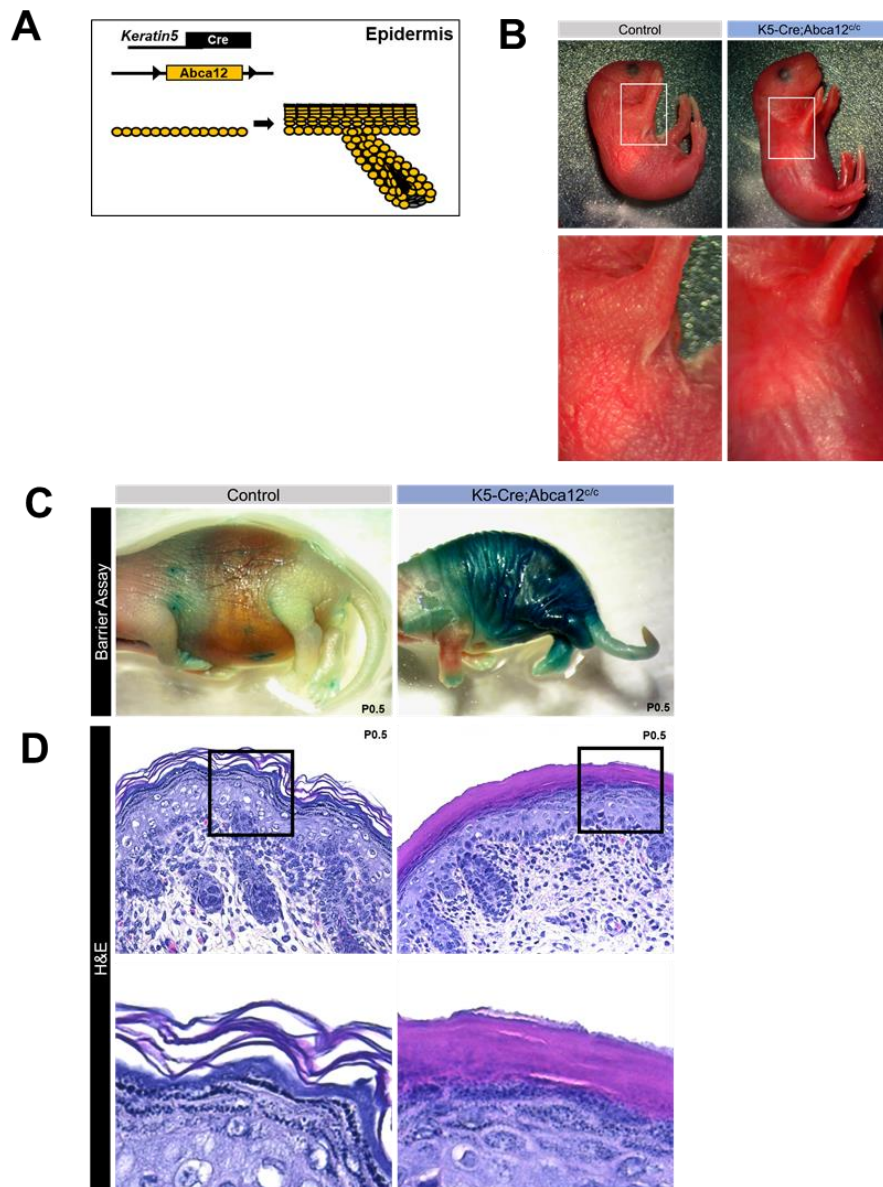 A
Keratin5 Cre Epidermis
Abca12
B
Control K5-Cre;Abca12c/c
C
Control K5-Cre;Abca12c/c
Barrier Assay
P0.5 P0.5
D
P0.5 P0.5
H&E